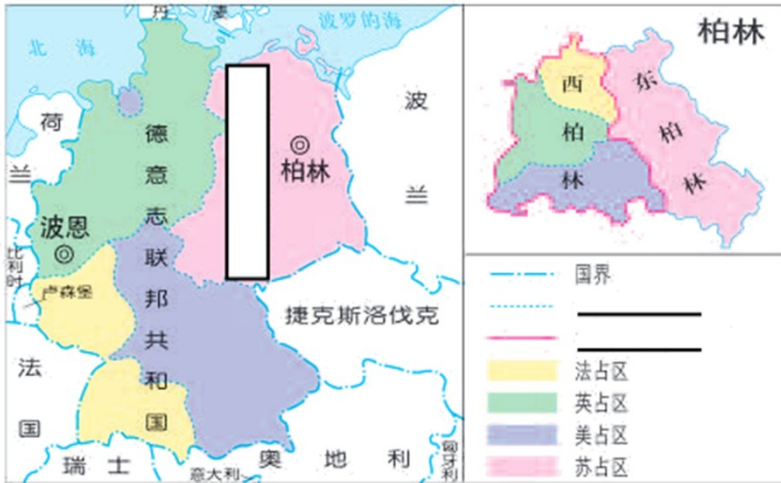 丹麦
北海
波罗的海
荷兰
波兰
德意志联邦共和国
柏林
波恩
比利时
卢森堡
捷克斯洛伐克
法国
瑞士
意大利
奥地利
匈牙利
柏林
西柏林
东柏林
国界
法占区
英占区
美占区
苏占区